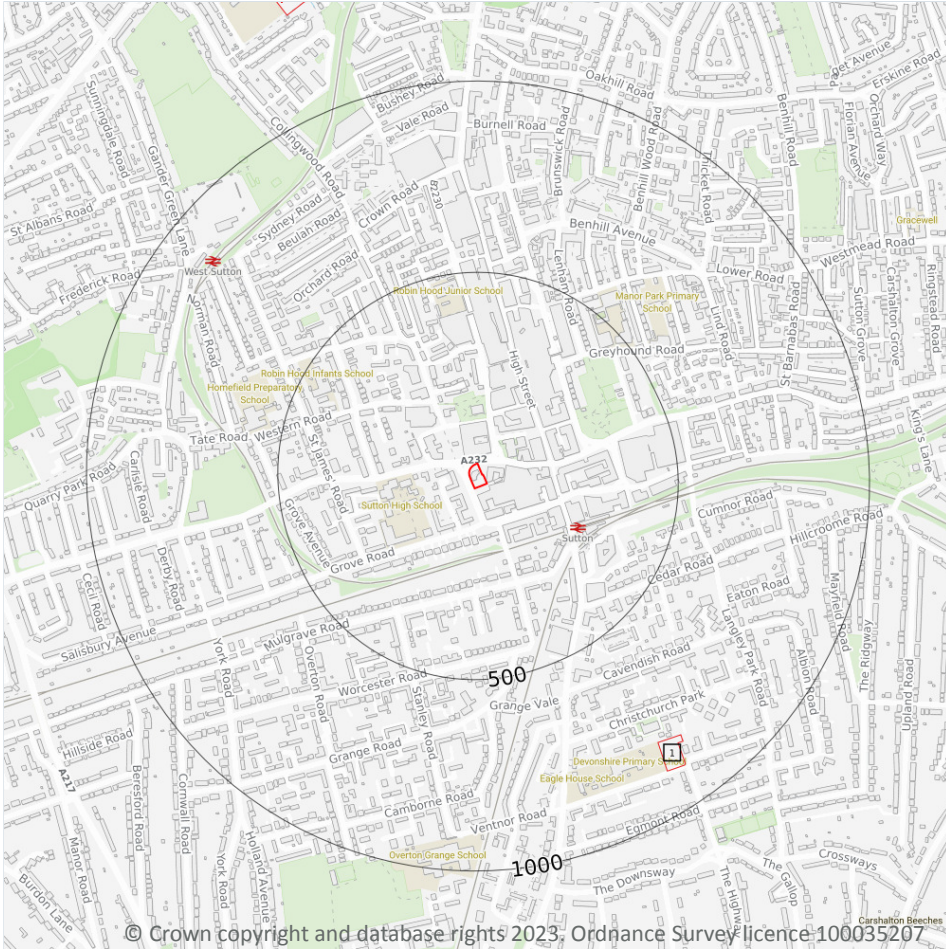 Oakhill Road
Erskine Road
Bushey Road
Vale Road
Burnell Road
Sunningdale Road
Gander Green Lane
Collingwood Road
Brunswick Road
Benhill Wood Road
Thicket Road
Benhill Road
Florian Avenue
Orchard Way
St Albans Road
Sydney Road
Beulah Road
Crown Road
B2230
Orchard Road
Benhill Avenue
Gracewell
Westmead Road
West Sutton
Frederick Road
Norman Road
Lower Road
Robin Hood Junior School
Lenham Road
Manor Park Primary
School
Lind Road
St Barnabas Road
Sutton Grove
Carshalton Grove
Ringstead Road
Greyhound Road
High Street
Robin Hood Infants School
Homefield Preparatory
School
Western Road
Tate Road
St James' Road
A232
King's Lane
Quarry Park Road
Carlisle Road
Sutton High School
Grove Avenue
Grove Road
Sutton
Cumnor Road
Hillcroome Road
Cedar Road
Eaton Road
Derby Road
Cecil Road
Salisbury Avenue
Mulgrave Road
Langley Park Road
Albion Road
Mayfield Road
The Ridgway
Upland Road
York Road
Overton Road
Worcester Road
500
Cavendish Road
Grange Vale
Christchurch Park
Stanley Road
Hillside Road
Grange Road
1
Devonshire Primary School
Eagle House School
A217
Beresford Road
Cornwall Road
Camborne Road
Ventnor Road
Egmont Road
Manor Road
York Road
Holland Avenue
Overton Grange School
1000
The Downsway
The Highway
The Gallop
Crossways
Burdon Lane
Carshalton Beeches
© Crown copyright and database rights 2023. Ordnance Survey licence 100035207